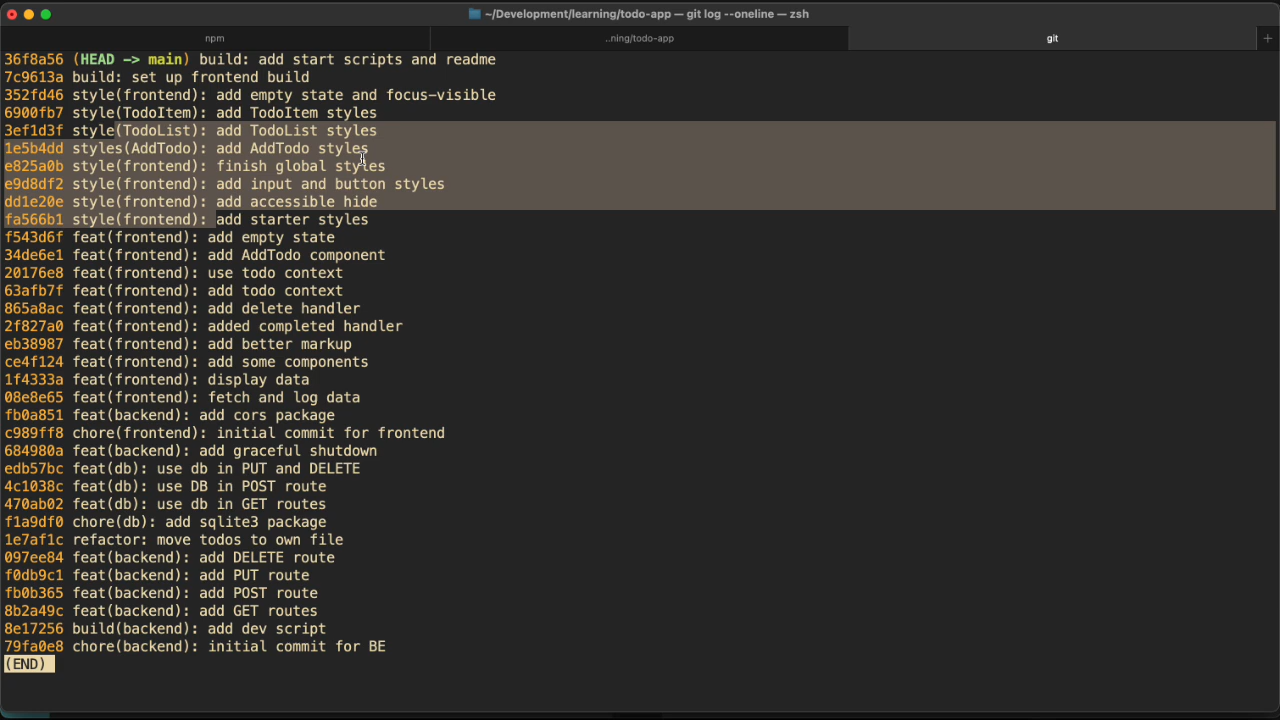 ~/Development/learning/todo-app — git log --oneline — zsh
npm
..ning/todo-app
git
+
36f8a56 (HEAD -> main) build: add start scripts and readme
7c9613a build: set up frontend build
352fd46 style(frontend): add empty state and focus-visible
6900fb7 style(TodoItem): add TodoItem styles
3ef1d3f style(TodoList): add TodoList styles
1e5b4dd styles(AddTodo): add AddTodo styles
e825a0b style(frontend): finish global styles
e9d8df2 style(frontend): add input and button styles
dd1e20e style(frontend): add accessible hide
fa566b1 style(frontend): add starter styles
f543d6f feat(frontend): add empty state
34de6e1 feat(frontend): add AddTodo component
20176e8 feat(frontend): use todo context
63afb7f feat(frontend): add todo context
865a8ac feat(frontend): add delete handler
2f827a0 feat(frontend): added completed handler
eb38987 feat(frontend): add better markup
ce4f124 feat(frontend): add some components
1f4333a feat(frontend): display data
08e8e65 feat(frontend): fetch and log data
fb0a851 feat(backend): add cors package
c989ff8 chore(frontend): initial commit for frontend
684980a feat(backend): add graceful shutdown
edb57bc feat(db): use db in PUT and DELETE
4c1038c feat(db): use DB in POST route
470ab02 feat(db): use db in GET routes
f1a9df0 chore(db): add sqlite3 package
1e7af1c refactor: move todos to own file
097ee84 feat(backend): add DELETE route
f0db9c1 feat(backend): add PUT route
fb0b365 feat(backend): add POST route
8b2a49c feat(backend): add GET routes
8e17256 build(backend): add dev script
79fa0e8 chore(backend): initial commit for BE
(END)